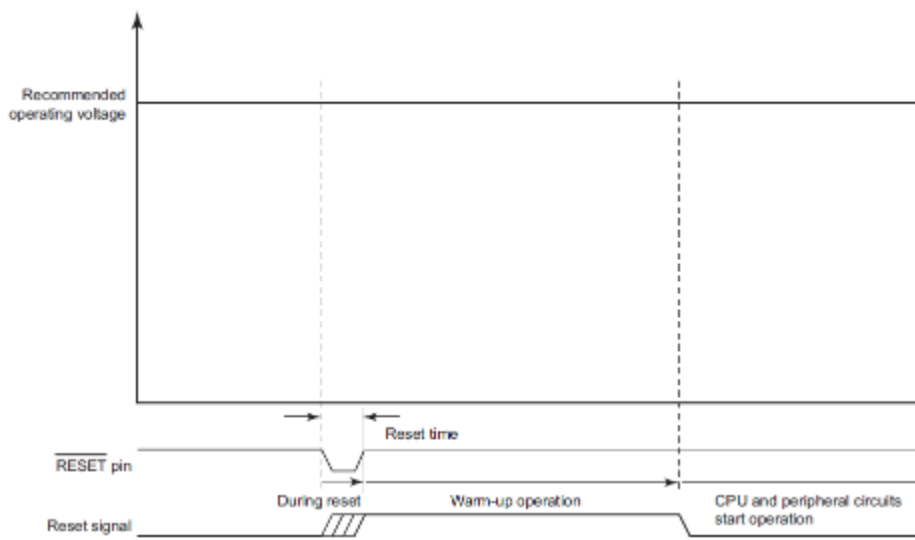 Recommended
operating voltage
Reset time
RESET pin
During reset
Warm-up operation
CPU and peripheral circuits
start operation
Reset signal